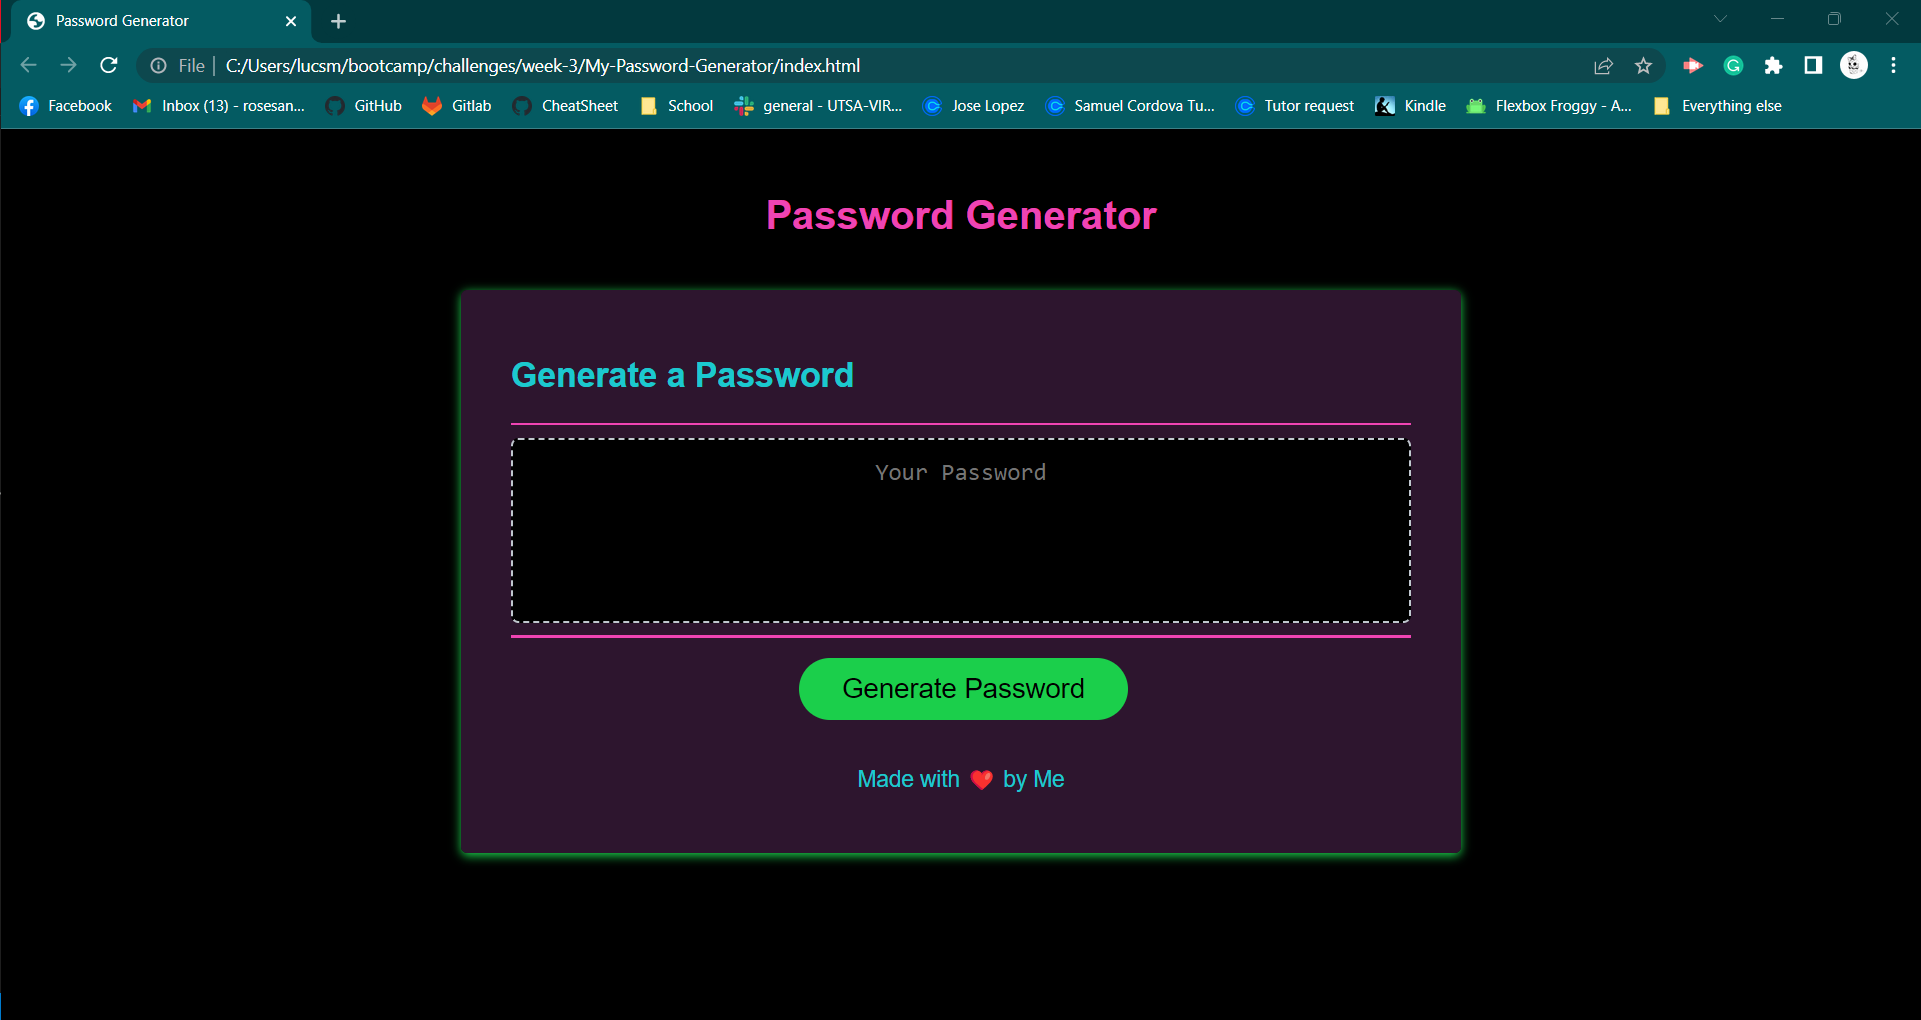 Password Generator
File C:/Users/lucsm/bootcamp/challenges/week-3/My-Password-Generator/index.html
Facebook Inbox (13) - rosesan... GitHub Gitlab CheatSheet School general - UTSA-VIR... Jose Lopez Samuel Cordova Tu... Tutor request Kindle Flexbox Froggy - A... Everything else
Password Generator
Generate a Password
Your Password
Generate Password
Made with ❤️ by Me